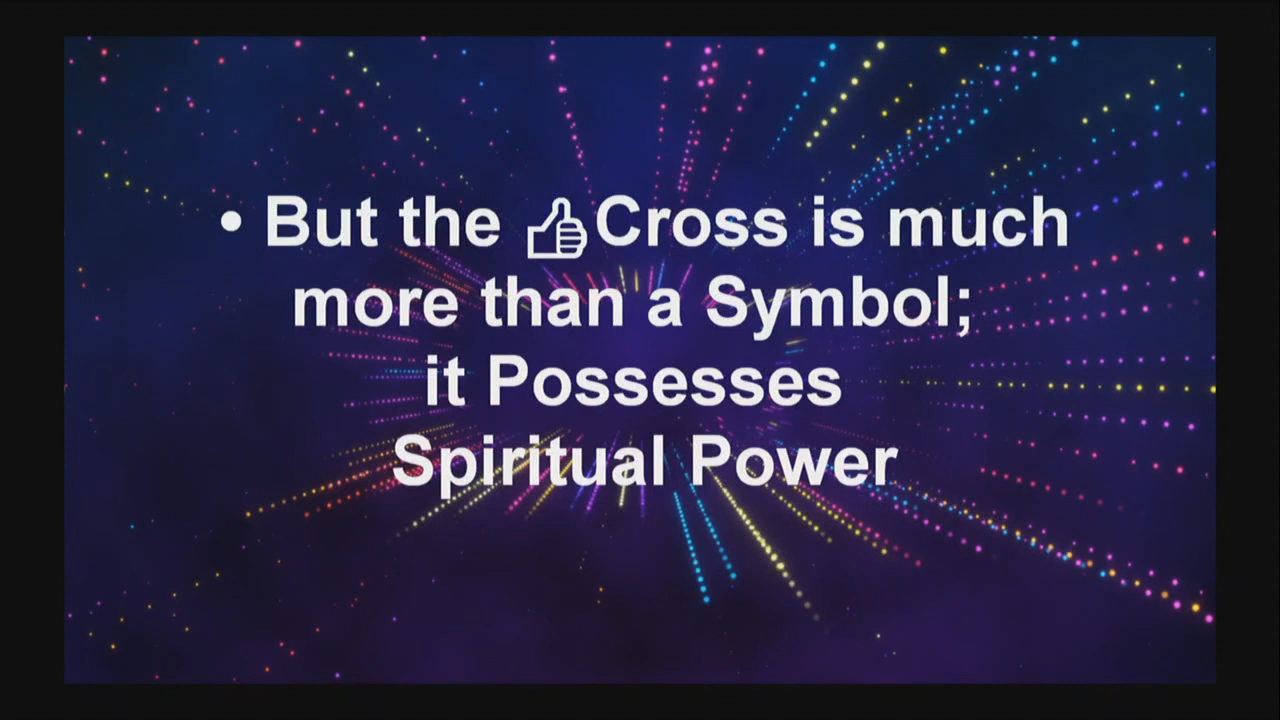 • But the 👍Cross is much
more than a Symbol;
it Possesses
Spiritual Power